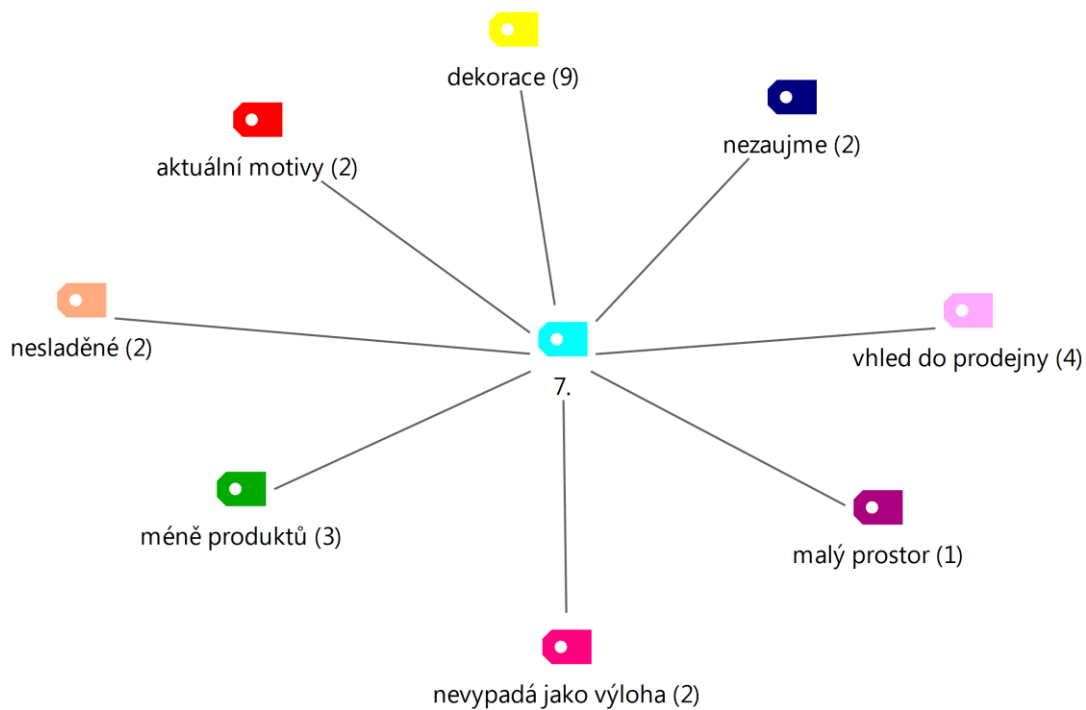 dekorace (9)
nezaujme (2)
aktuální motivy (2)
nesladěné (2)
vhled do prodejny (4)
7.
méně produktů (3)
malý prostor (1)
nevypadá jako výloha (2)